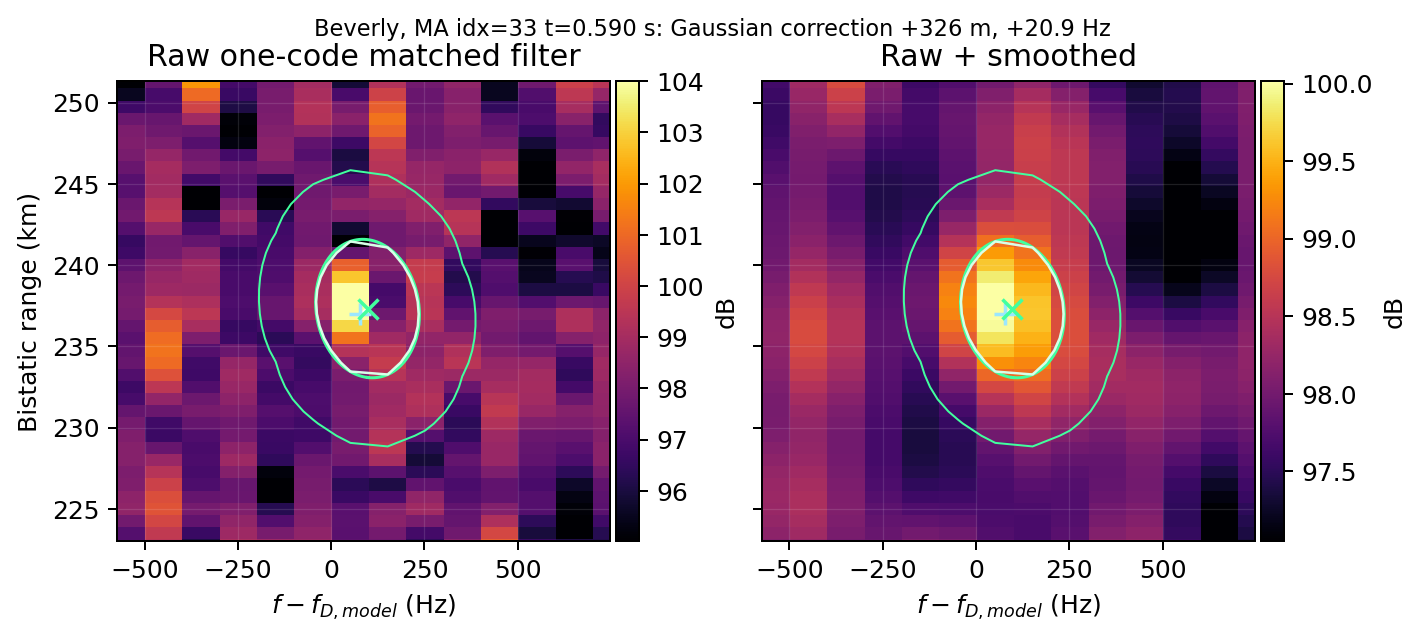 Beverly, MA idx=33 t=0.590 s: Gaussian correction +326 m, +20.9 Hz
Raw one-code matched filter
Raw + smoothed
Bistatic range (km)
250
245
240
235
230
225
−500 −250 0 250 500
f − f_{D, model} (Hz)
104
103
102
101
100
99
98
97
96
dB
−500 −250 0 250 500
f − f_{D, model} (Hz)
100.0
99.5
99.0
98.5
98.0
97.5
dB